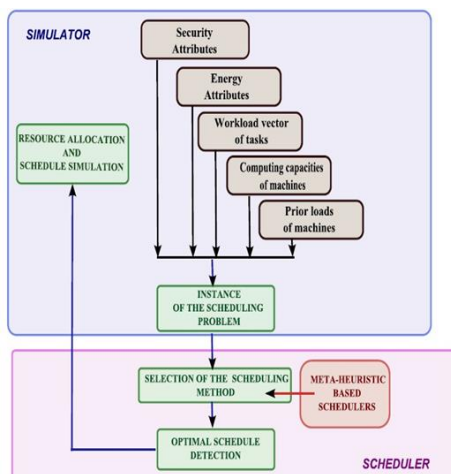 SIMULATOR
Security
Attributes
Energy
Attributes
Workload vector
of tasks
Computing capacities
of machines
Prior loads
of machines
RESOURCE ALLOCATION
AND
SCHEDULE SIMULATION
INSTANCE
OF THE SCHEDULING
PROBLEM
SELECTION OF THE SCHEDULING
METHOD
META-HEURISTIC
BASED
SCHEDULERS
OPTIMAL SCHEDULE
DETECTION
SCHEDULER